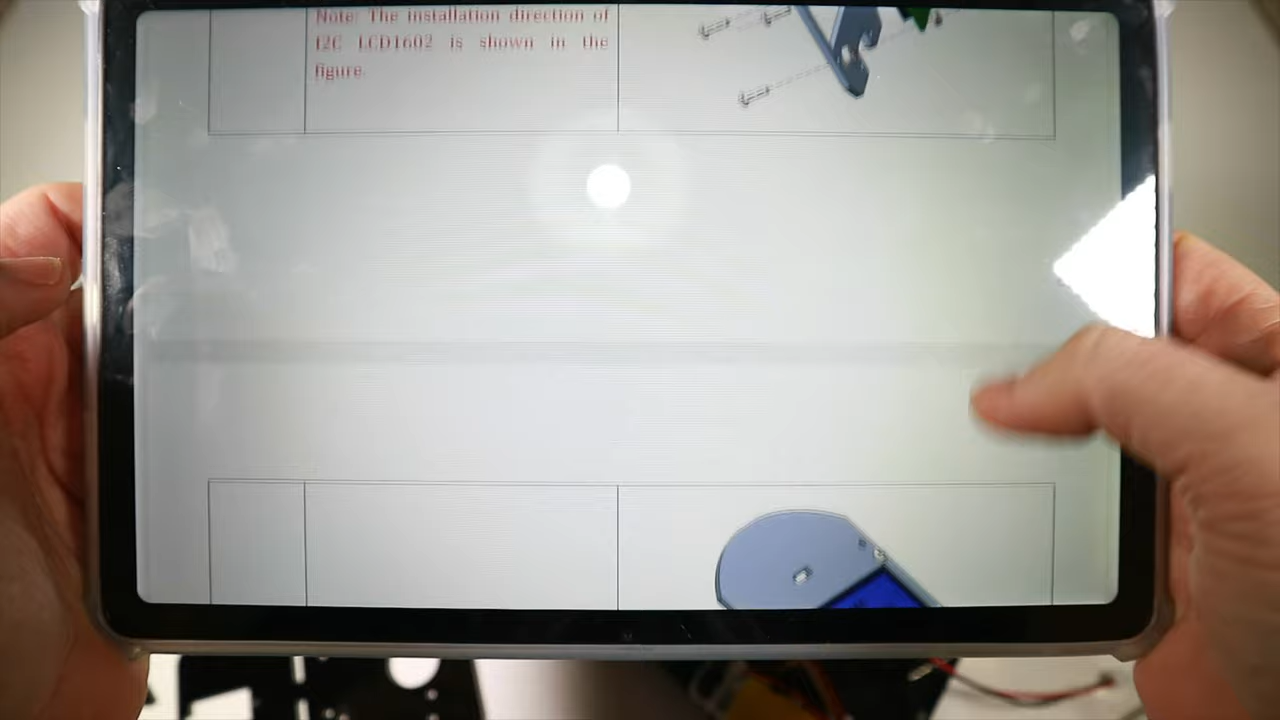 Note: The installation direction of
I2C LCD1602 is shown in the
figure.